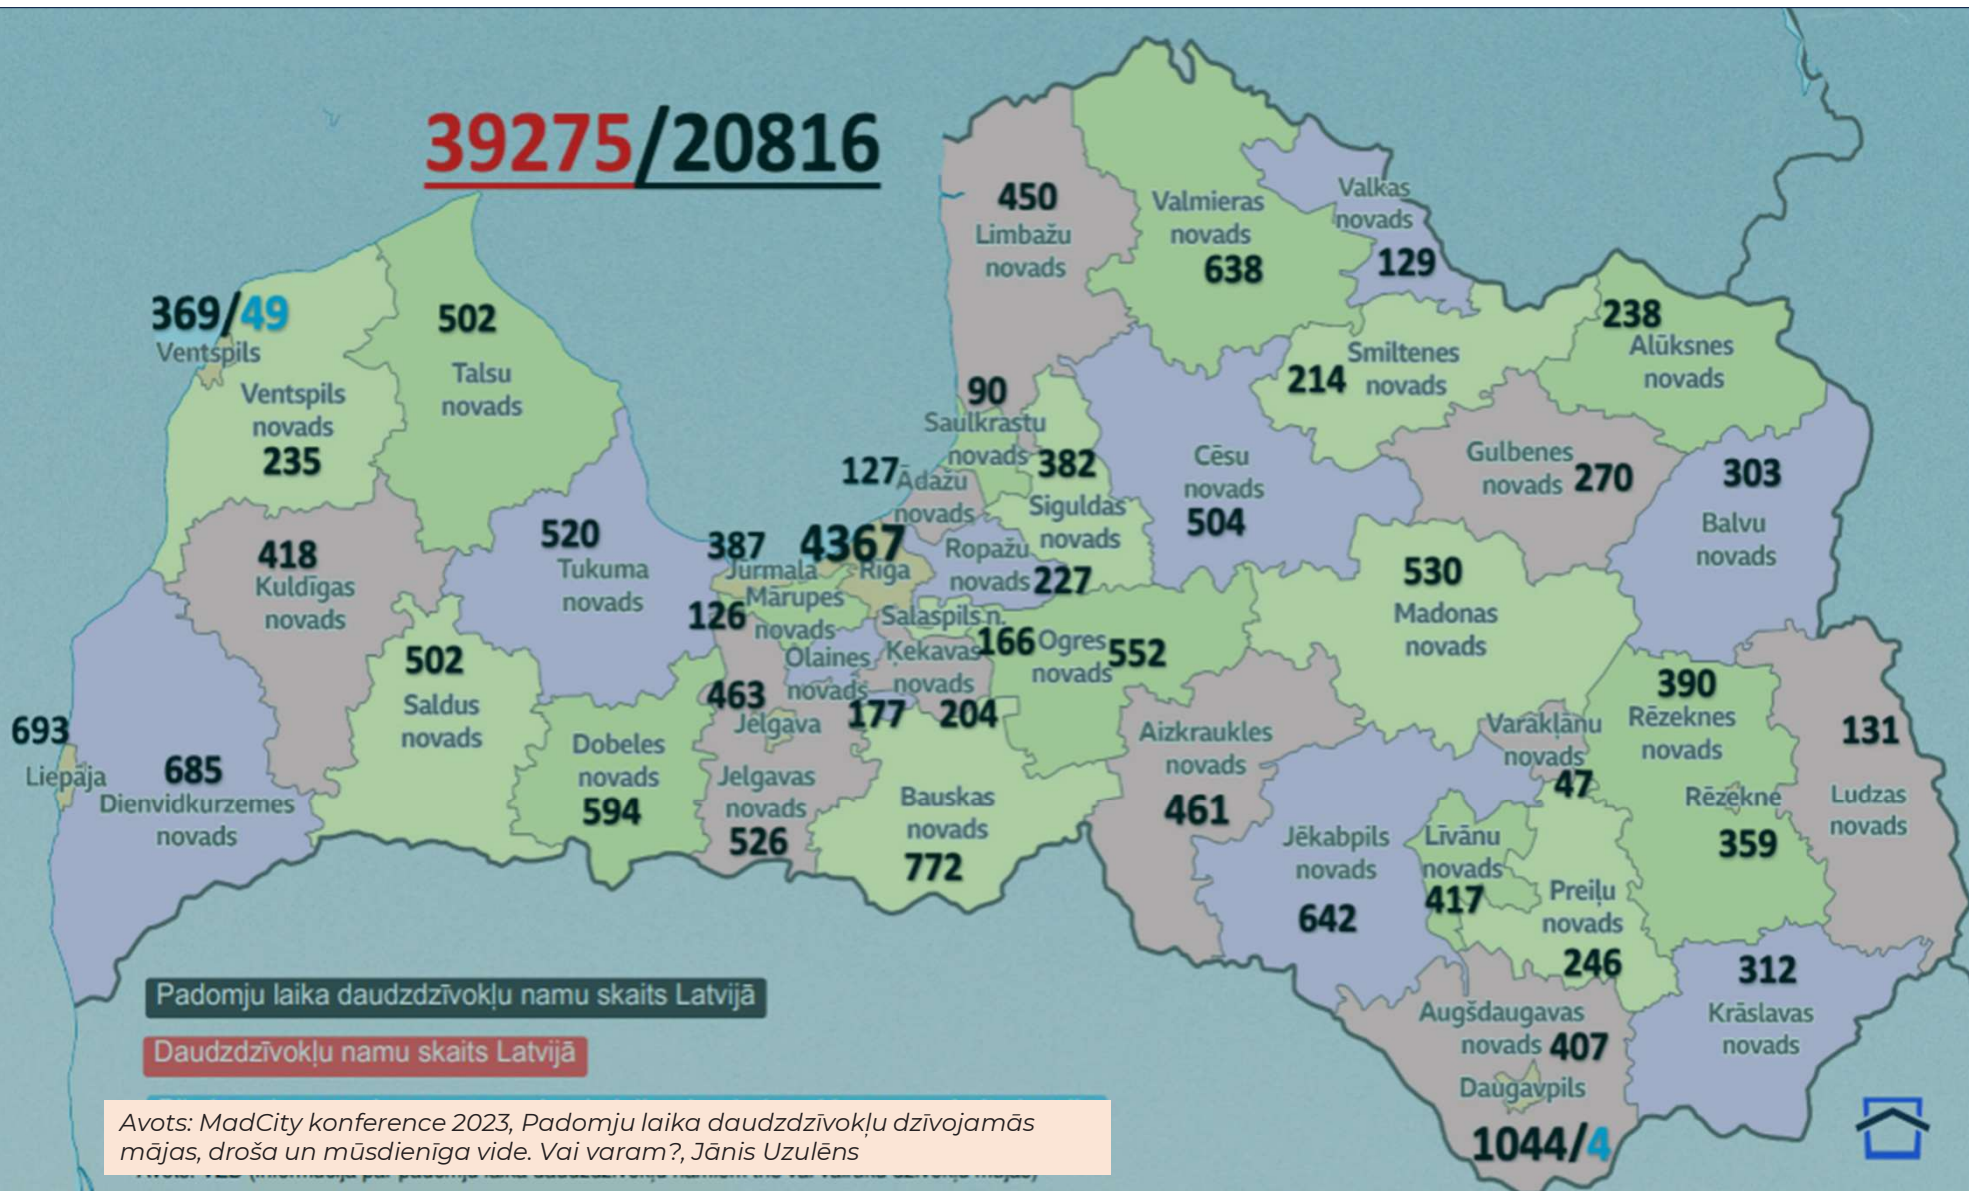 39275/20816
450
Limbažu
novads
Valmieras
novads
638
Valkas
novads
129
369/49
Ventspils
Ventspils
novads
235
502
Talsu
novads
238
Alūksnes
novads
Smiltenes
214 novads
90
Saulkrastu
novads
382
Siguldas
novads
127 Ādažu
novads
Cēsu
novads
504
Gulbenes
novads 270
303
Balvu
novads
418
Kuldīgas
novads
520
Tukuma
novads
387
Jūrmala
4367
Rīga
Ropažu
novads 227
126 Mārupes
novads
Salaspils n.
166
Olaines
novads
177
Ķekavas
novads
204
Ogres 552
novads
530
Madonas
novads
693
Liepāja
685
Dienvidkurzemes
novads
502
Saldus
novads
Dobeles
novads
594
463
Jelgava
Jelgavas
novads
526
Bauskas
novads
772
Aizkraukles
novads
461
Varakļānu
novads
47
390
Rēzeknes
novads
Rēzekne
359
131
Ludzas
novads
Jēkabpils
novads
642
Līvānu
novads
417
Preiļu
novads
246
312
Krāslavas
novads
Augšdaugavas
novads 407
Daugavpils
1044/4
Padomju laika daudzdzīvokļu namu skaits Latvijā
Daudzdzīvokļu namu skaits Latvijā
Avots: MadCity konference 2023, Padomju laika daudzdzīvokļu dzīvojamās
mājas, droša un mūsdienīga vide. Vai varam?, Jānis Uzulēns